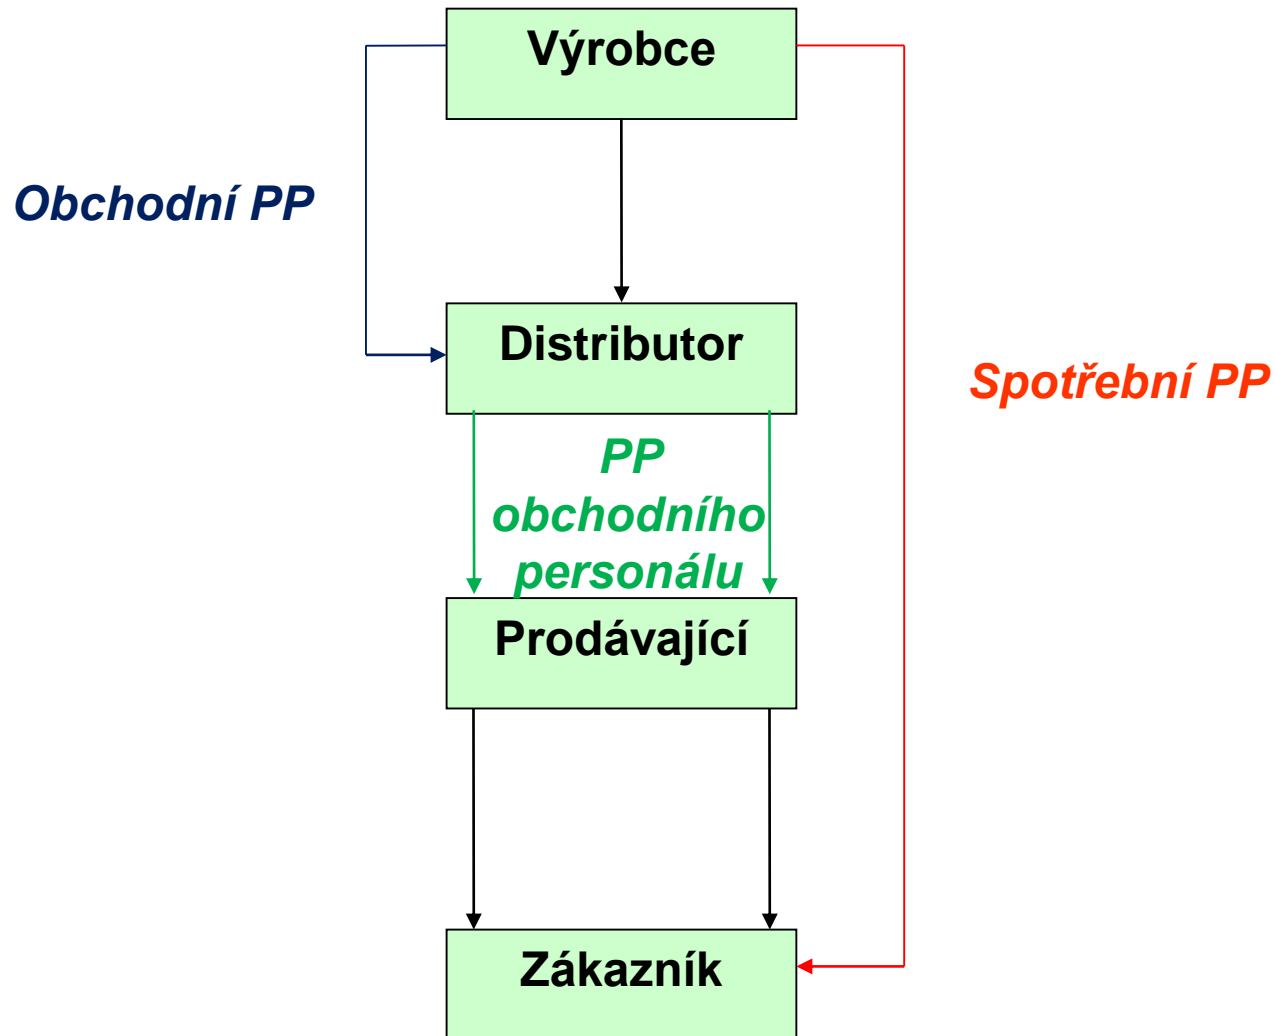 Výrobce
Obchodní PP
Distributor
Spotřební PP
PP
obchodního
personálu
Prodávající
Zákazník